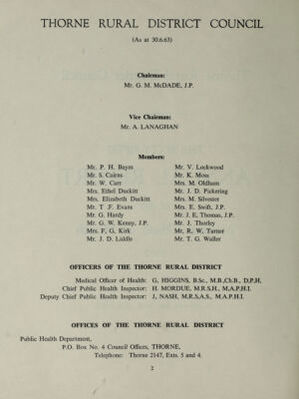 THORNE RURAL DISTRICT COUNCIL
(As at 30.6.63)
Chairman:
Mr. G. M. McDADE, J.P.
Vice Chairman:
Mr. A. LANAGHAN
Members:
Mr. P. H. Bayes Mr. V. Lockwood
Mr. S. Cairns Mr. K. Moss
Mr. W. Carr Mrs. M. Oldham
Mrs. Ethel Duckitt Mr. J. D. Pickering
Mrs. Elizabeth Duckitt Mrs. M. Silvester
Mr. T .F. Evans Mrs. E. Swift, J.P.
Mr. G. Hardy Mr. J. E. Thomas, J.P.
Mr. G. W. Kenny, J.P. Mr. J. Thorley
Mrs. F. G. Kirk Mr. R. W. Turner
Mr. J. D. Liddle Mr. T. G. Waller
OFFICERS OF THE THORNE RURAL DISTRICT
Medical Officer of Health: G. HIGGINS, B.Sc., M.B.,Ch.B., D.P.H.
Chief Public Health Inspector: H. MORDUE, M.R.S.H., M.A.P.H.I.
Deputy Chief Public Health Inspector: J. NASH, M.R.S.A.S., M.A.P.H.I.
OFFICES OF THE THORNE RURAL DISTRICT
Public Health Department,
P.O. Box No. 4 Council Offices, THORNE,
Telephone: Thorne 2147, Extn. 5 and 4.
2